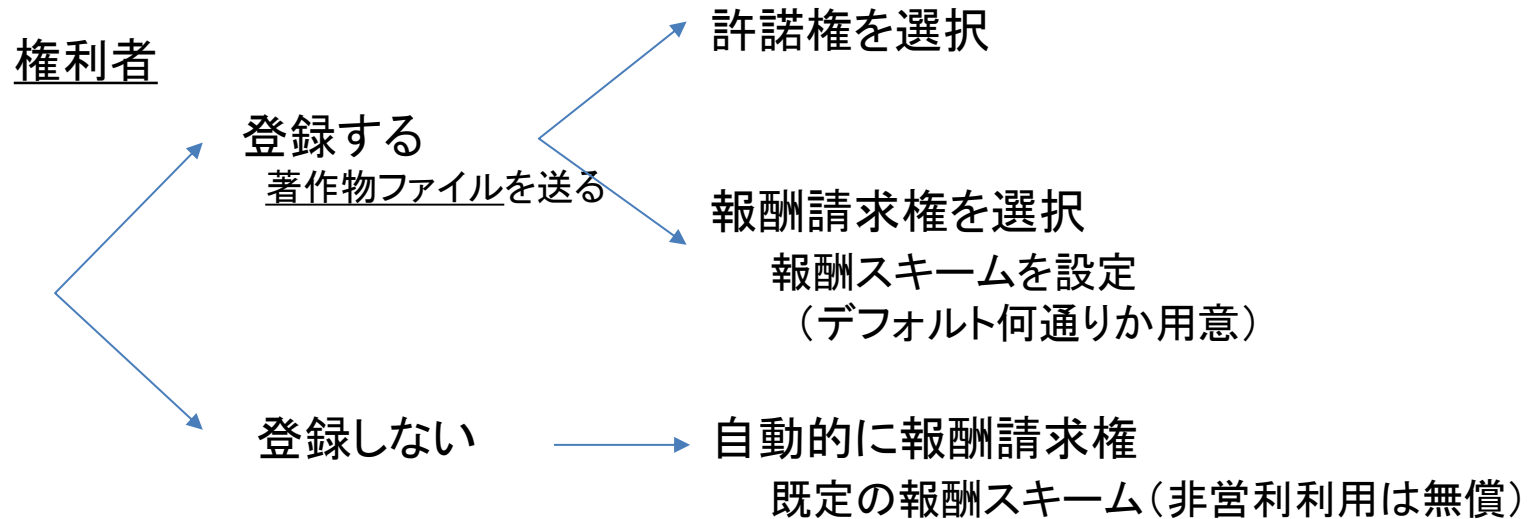 権利者
許諾権を選択
登録する
著作物ファイルを送る
報酬請求権を選択
報酬スキームを設定
（デフォルト何通りか用意）
登録しない
自動的に報酬請求権
既定の報酬スキーム（非営利利用は無償）